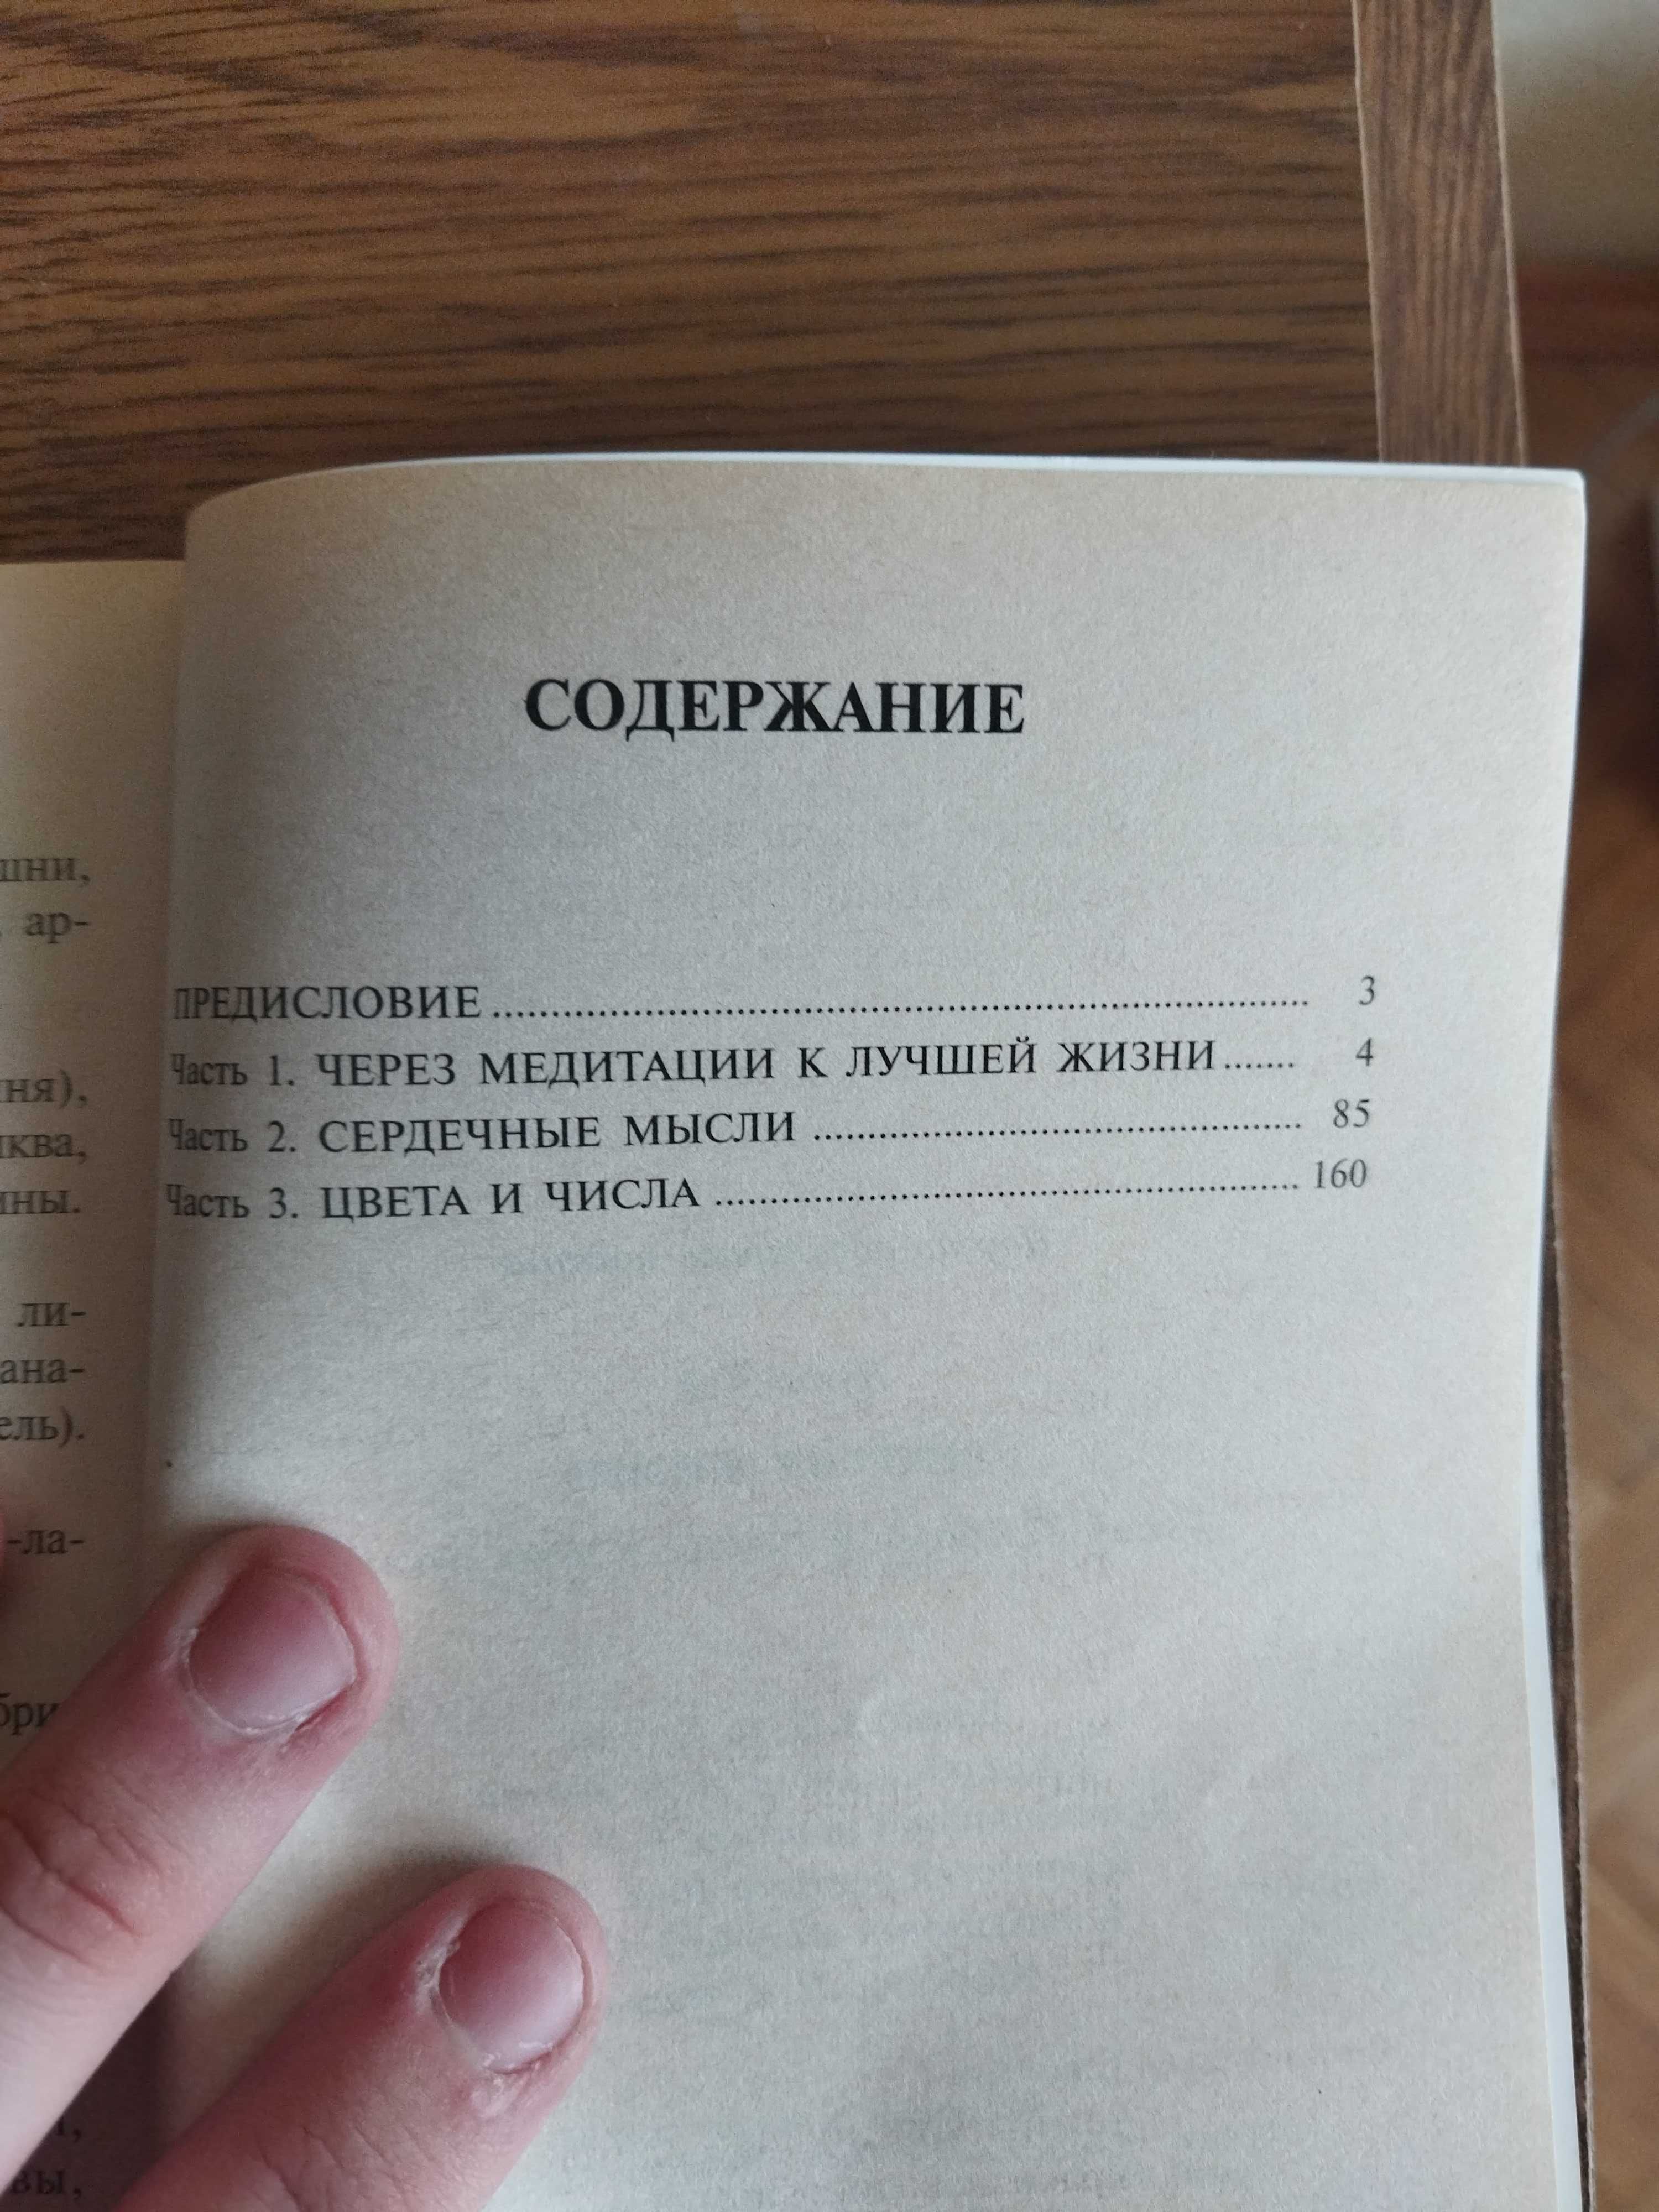 СОДЕРЖАНИЕ
ПРЕДИСЛОВИЕ 3
Часть 1. ЧЕРЕЗ МЕДИТАЦИИ К ЛУЧШЕЙ ЖИЗНИ 4
Часть 2. СЕРДЕЧНЫЕ МЫСЛИ 85
Часть 3. ЦВЕТА И ЧИСЛА 160